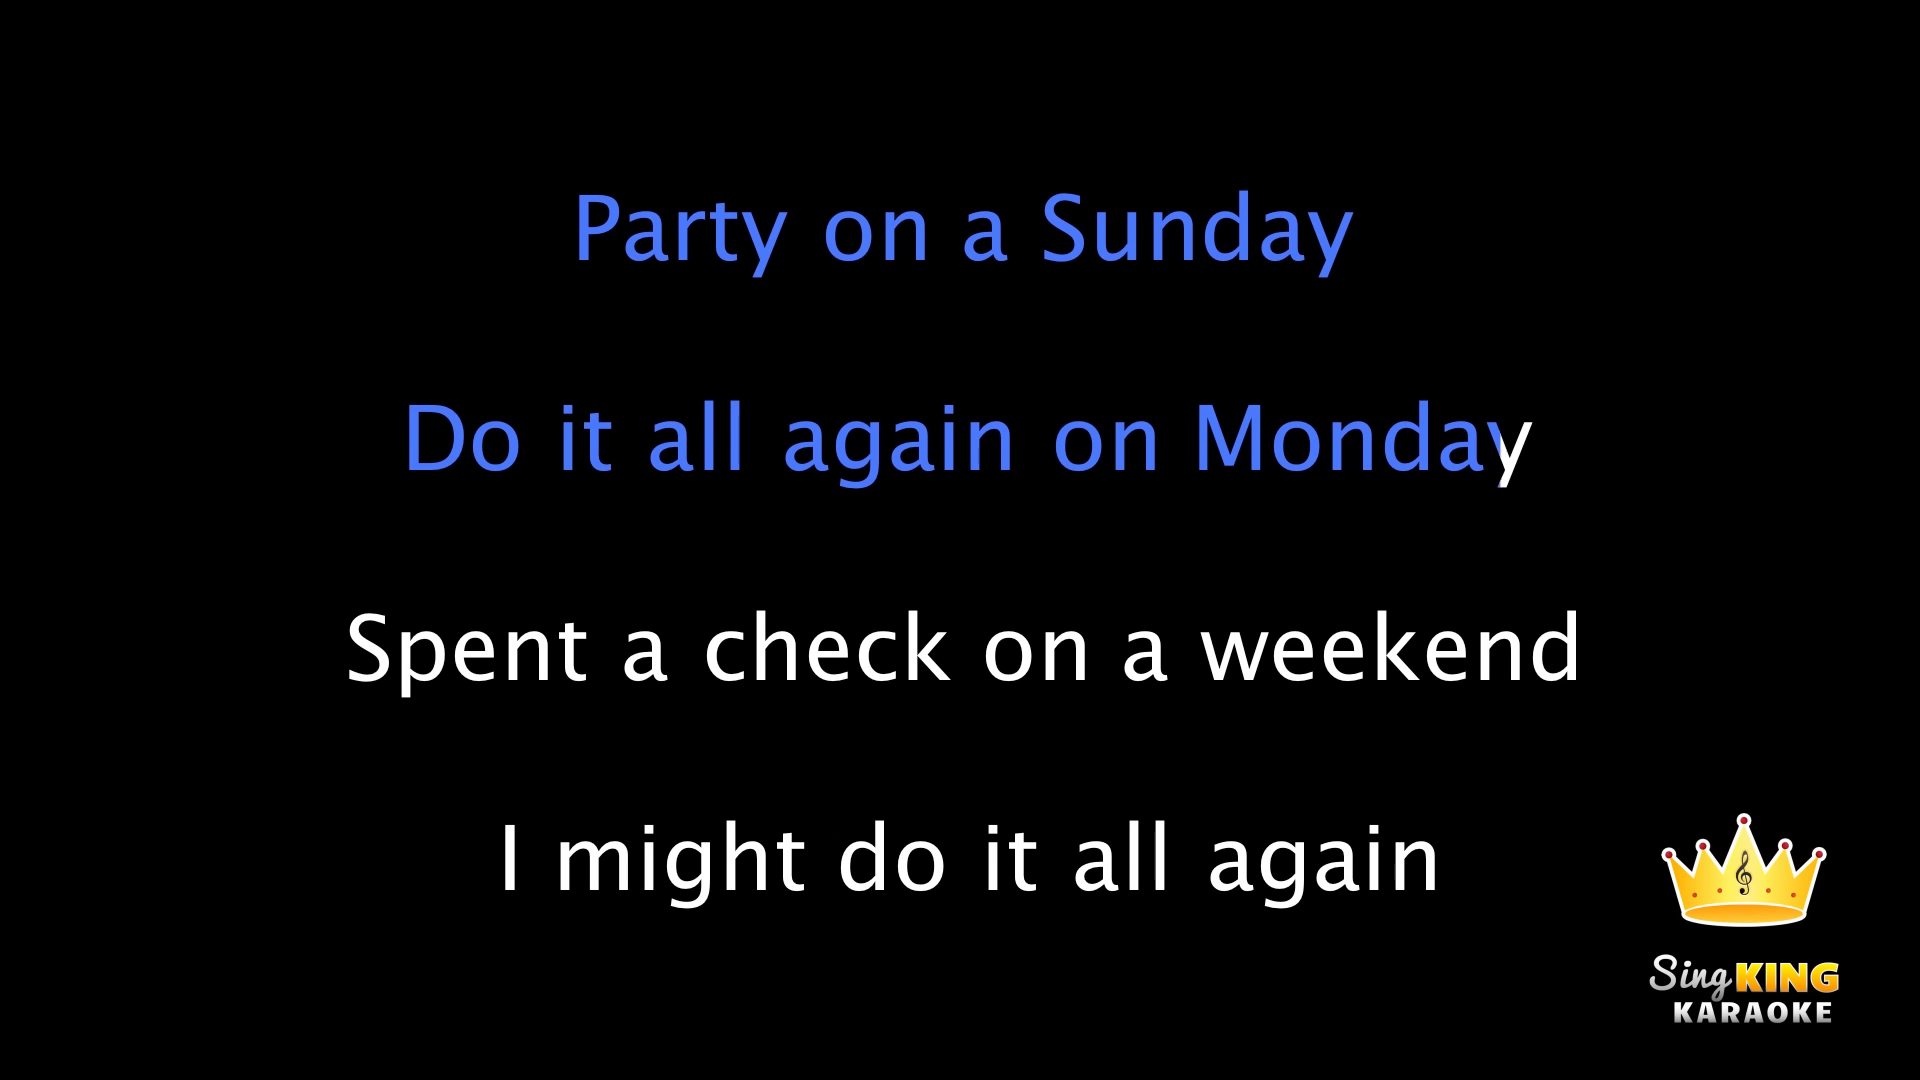 Party on a Sunday
Do it all again on Monday
Spent a check on a weekend
I might do it all again
Sing KING
KARAOKE